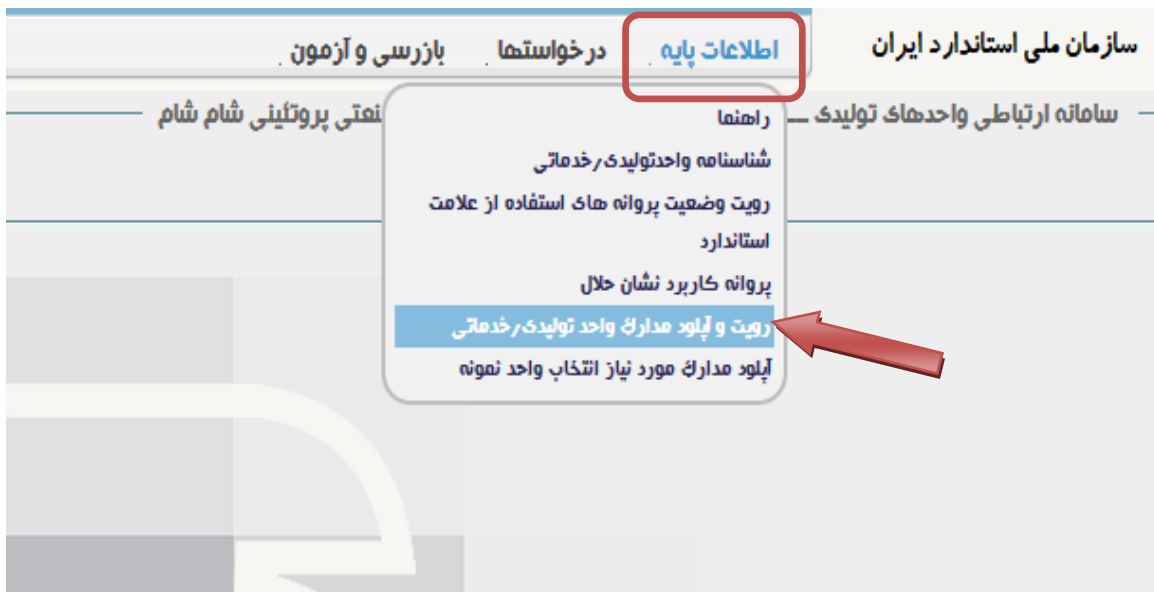 سازمان ملی استاندارد ایران
اطلاعات پایه
درخواستها
بازرسی و آزمون
سامانه ارتباطی واحدهای تولیدی
پروتئینی شام شام
راهنما
شناسنامه واحدتولیدی/خدماتی
رویت وضعیت پروانه های استفاده از علامت
استاندارد
پروانه کاربرد نشان حلال
رویت و آپلود مدارک واحد تولیدی/خدماتی
آپلود مدارک مورد نیاز انتخاب واحد نمونه